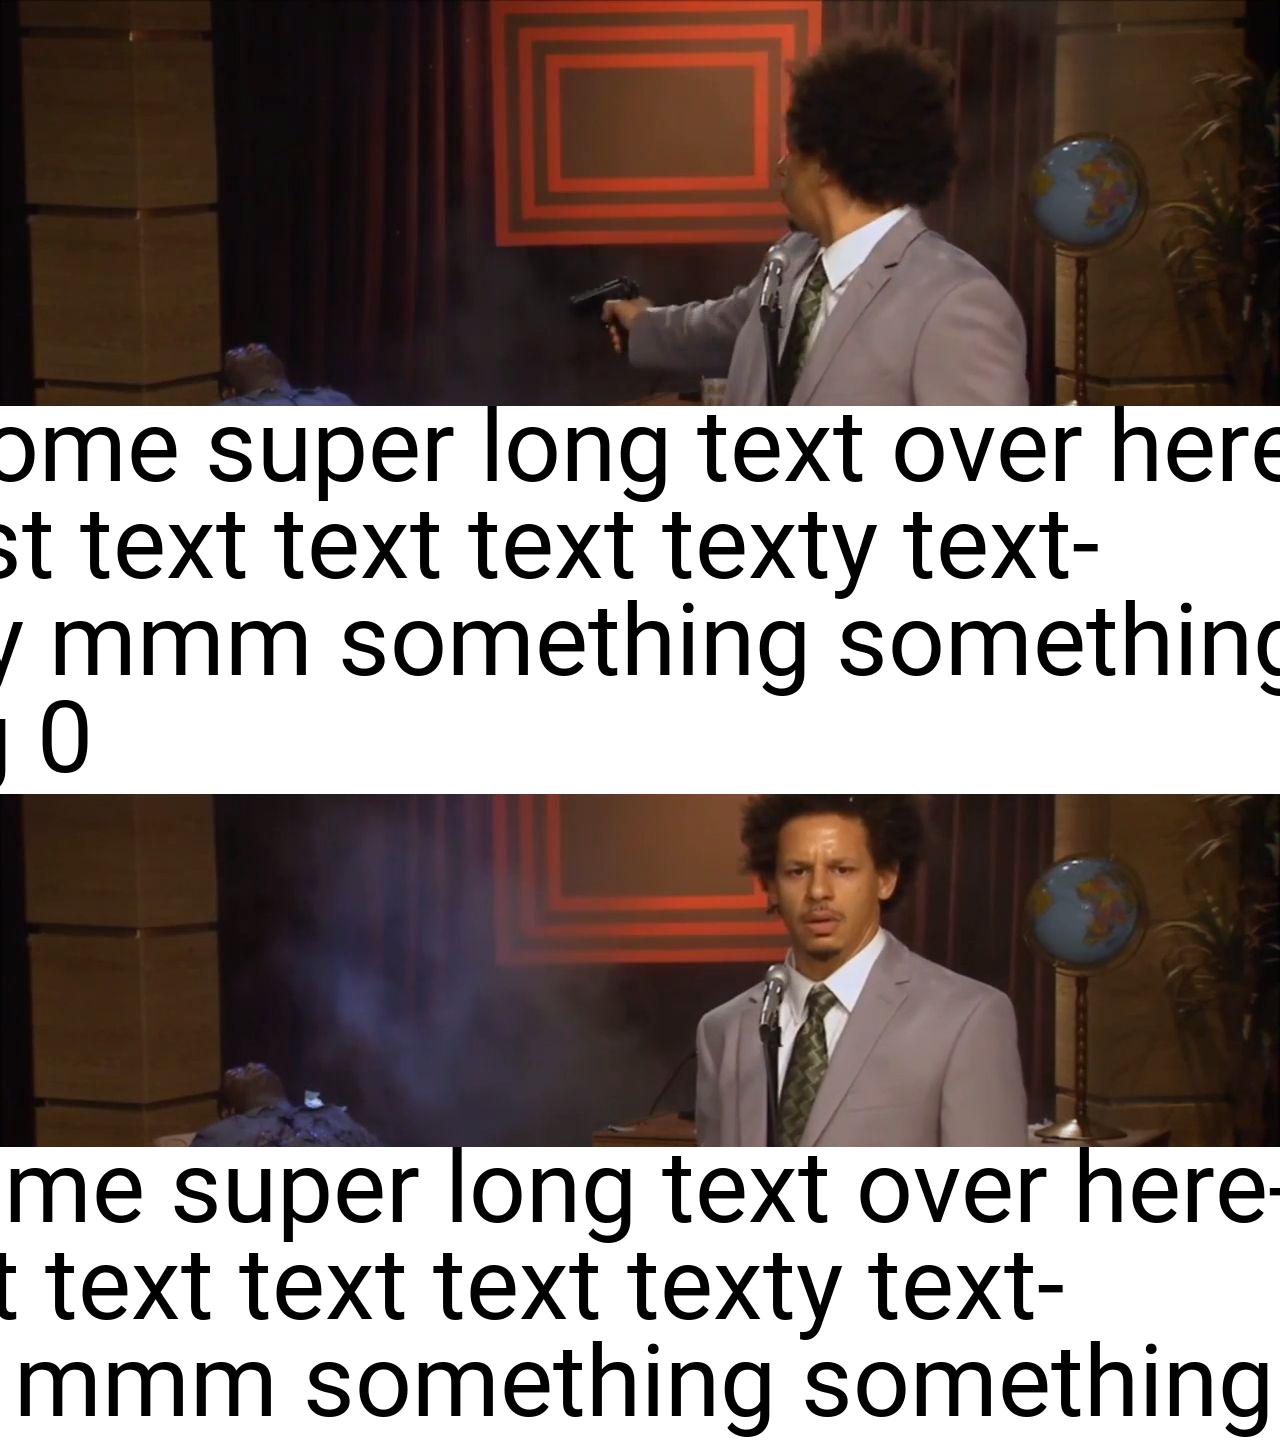 ome super long text over here
st text text text texty text-
y mmm something something
g 0
me super long text over here-
t text text text texty text-
mmm something something